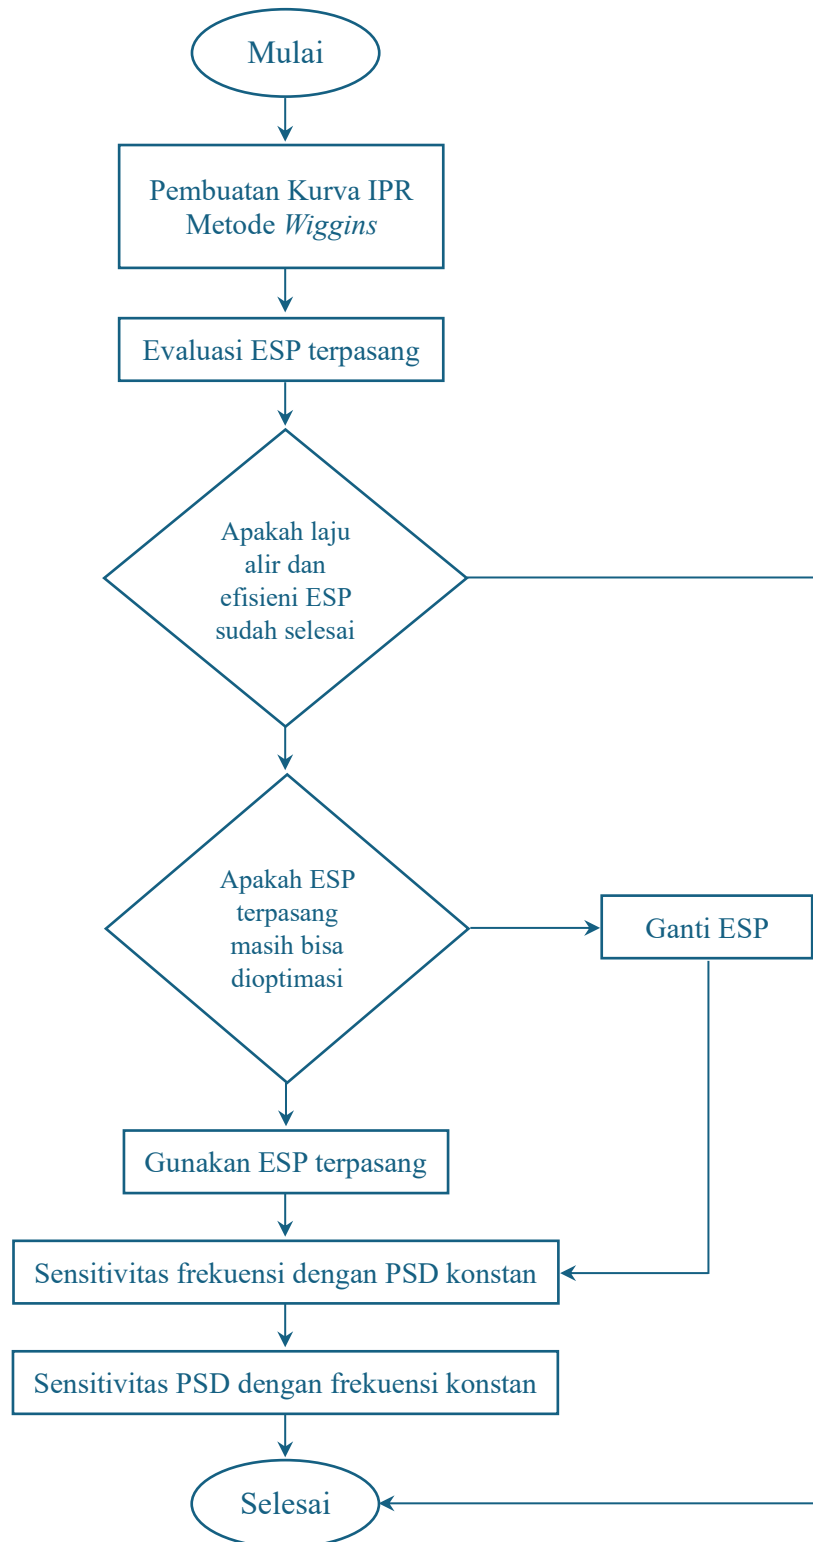 Mulai
Pembuatan Kurva IPR
Metode Wiggins
Evaluasi ESP terpasang
Apakah laju
alir dan
efisieni ESP
sudah selesai
Apakah ESP
terpasang
masih bisa
dioptimasi
Ganti ESP
Gunakan ESP terpasang
Sensitivitas frekuensi dengan PSD konstan
Sensitivitas PSD dengan frekuensi konstan
Selesai